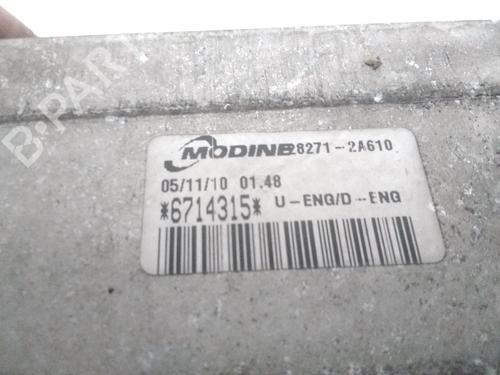 MODINE 28271-2A610
05/11/10 01.48
*6714315* U-ENG/D-ENG
B-PARTS